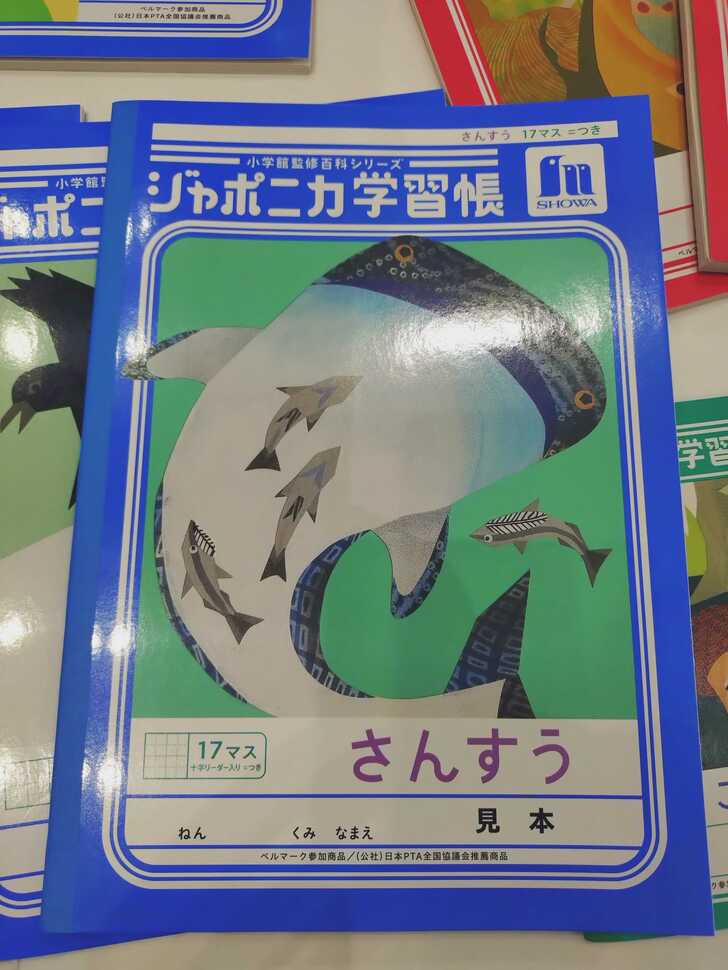 ベルマーク参加商品
(公社)日本PTA全国協議会推薦商品
さんすう 17マス =つき
小学館監修百科シリーズ
ジャポニカ学習帳
SHOWA
17マス
十字リーダー入り =つき
さんすう
ねん くみ なまえ
見本
ベルマーク参加商品/(公社)日本PTA全国協議会推薦商品
小学館
学習